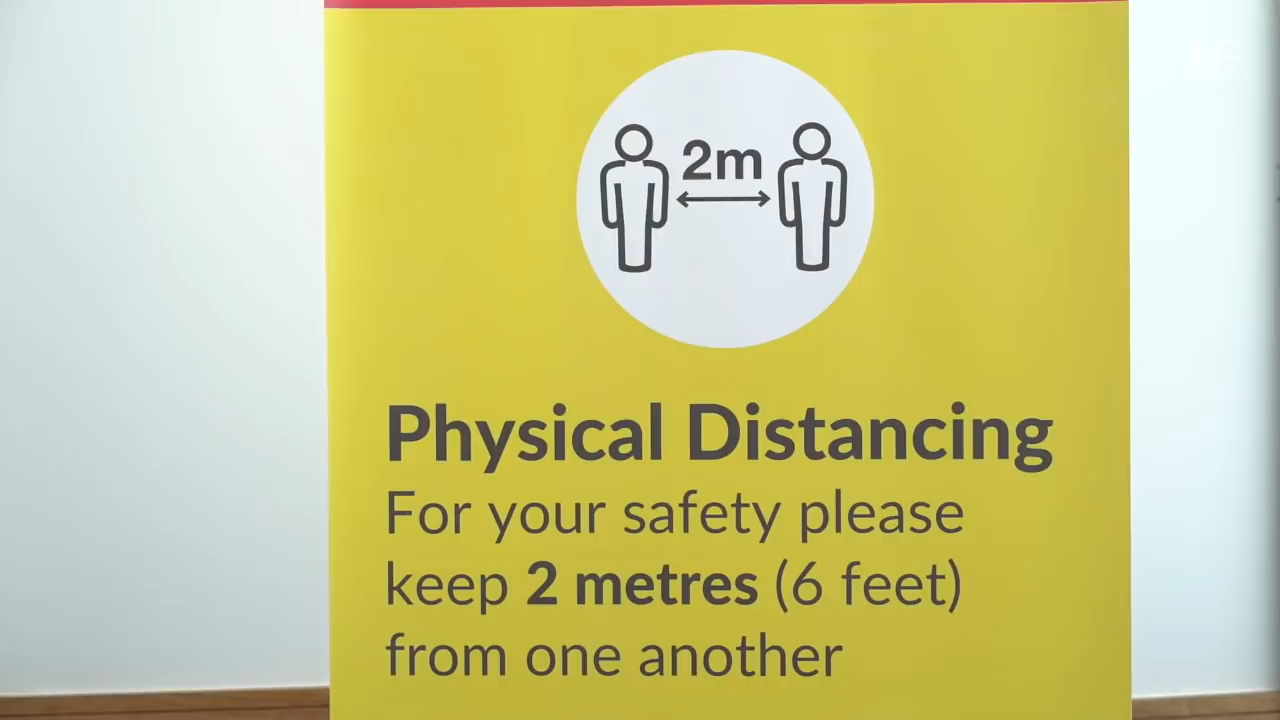 2m
Physical Distancing
For your safety please
keep 2 metres (6 feet)
from one another